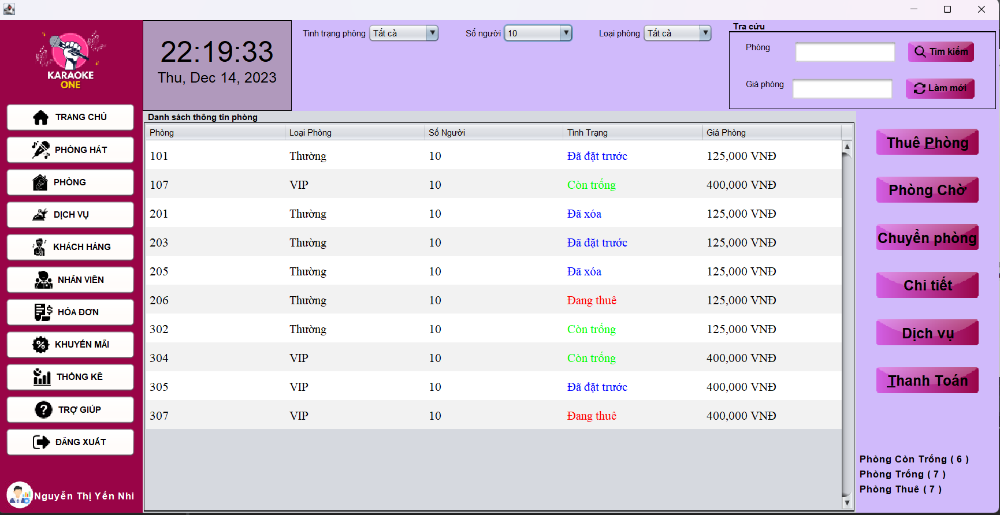 KARAOKE
ONE
TRANG CHỦ
PHÒNG HÁT
PHÒNG
DỊCH VỤ
KHÁCH HÀNG
NHÂN VIÊN
HÓA ĐƠN
KHUYẾN MÃI
THỐNG KÊ
TRỢ GIÚP
ĐĂNG XUẤT
Nguyễn Thị Yến Nhi
22:19:33
Thu, Dec 14, 2023
Tình trạng phòng Tất cả Số người 10 Loại phòng Tất cả
Tra cứu
Phòng Tìm kiếm
Giá phòng Làm mới
Danh sách thông tin phòng
Phòng Loại Phòng Số Người Tình Trạng Giá Phòng
101 Thường 10 Đã đặt trước 125,000 VNĐ
107 VIP 10 Còn trống 400,000 VNĐ
201 Thường 10 Đã xóa 125,000 VNĐ
203 Thường 10 Đã đặt trước 125,000 VNĐ
205 Thường 10 Đã xóa 125,000 VNĐ
206 Thường 10 Đang thuê 125,000 VNĐ
302 Thường 10 Còn trống 125,000 VNĐ
304 VIP 10 Còn trống 400,000 VNĐ
305 VIP 10 Đã đặt trước 400,000 VNĐ
307 VIP 10 Đang thuê 400,000 VNĐ
Thuê Phòng
Phòng Chờ
Chuyển phòng
Chi tiết
Dịch vụ
Thanh Toán
Phòng Còn Trống ( 6 )
Phòng Trống ( 7 )
Phòng Thuê ( 7 )